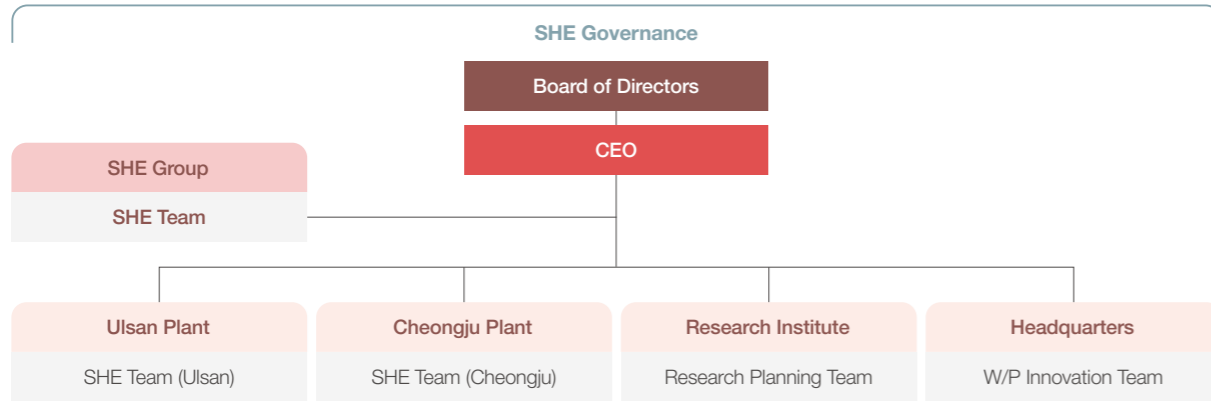 SHE Governance
Board of Directors
CEO
SHE Group
SHE Team
Ulsan Plant
SHE Team (Ulsan)
Cheongju Plant
SHE Team (Cheongju)
Research Institute
Research Planning Team
Headquarters
W/P Innovation Team